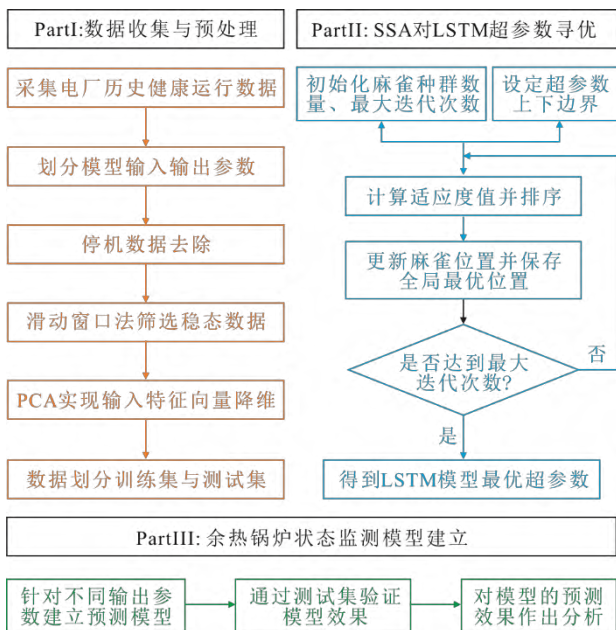 PartI:数据收集与预处理
采集电厂历史健康运行数据
划分模型输入输出参数
停机数据去除
滑动窗口法筛选稳态数据
PCA实现输入特征向量降维
数据划分训练集与测试集
PartII: SSA对LSTM超参数寻优
初始化麻雀种群数
量、最大迭代次数
设定超参数
上下边界
计算适应度值并排序
更新麻雀位置并保存
全局最优位置
是否达到最大
迭代次数?
否
是
得到LSTM模型最优超参数
PartIII: 余热锅炉状态监测模型建立
针对不同输出参
数建立预测模型
通过测试集验证
模型效果
对模型的预测
效果作出分析